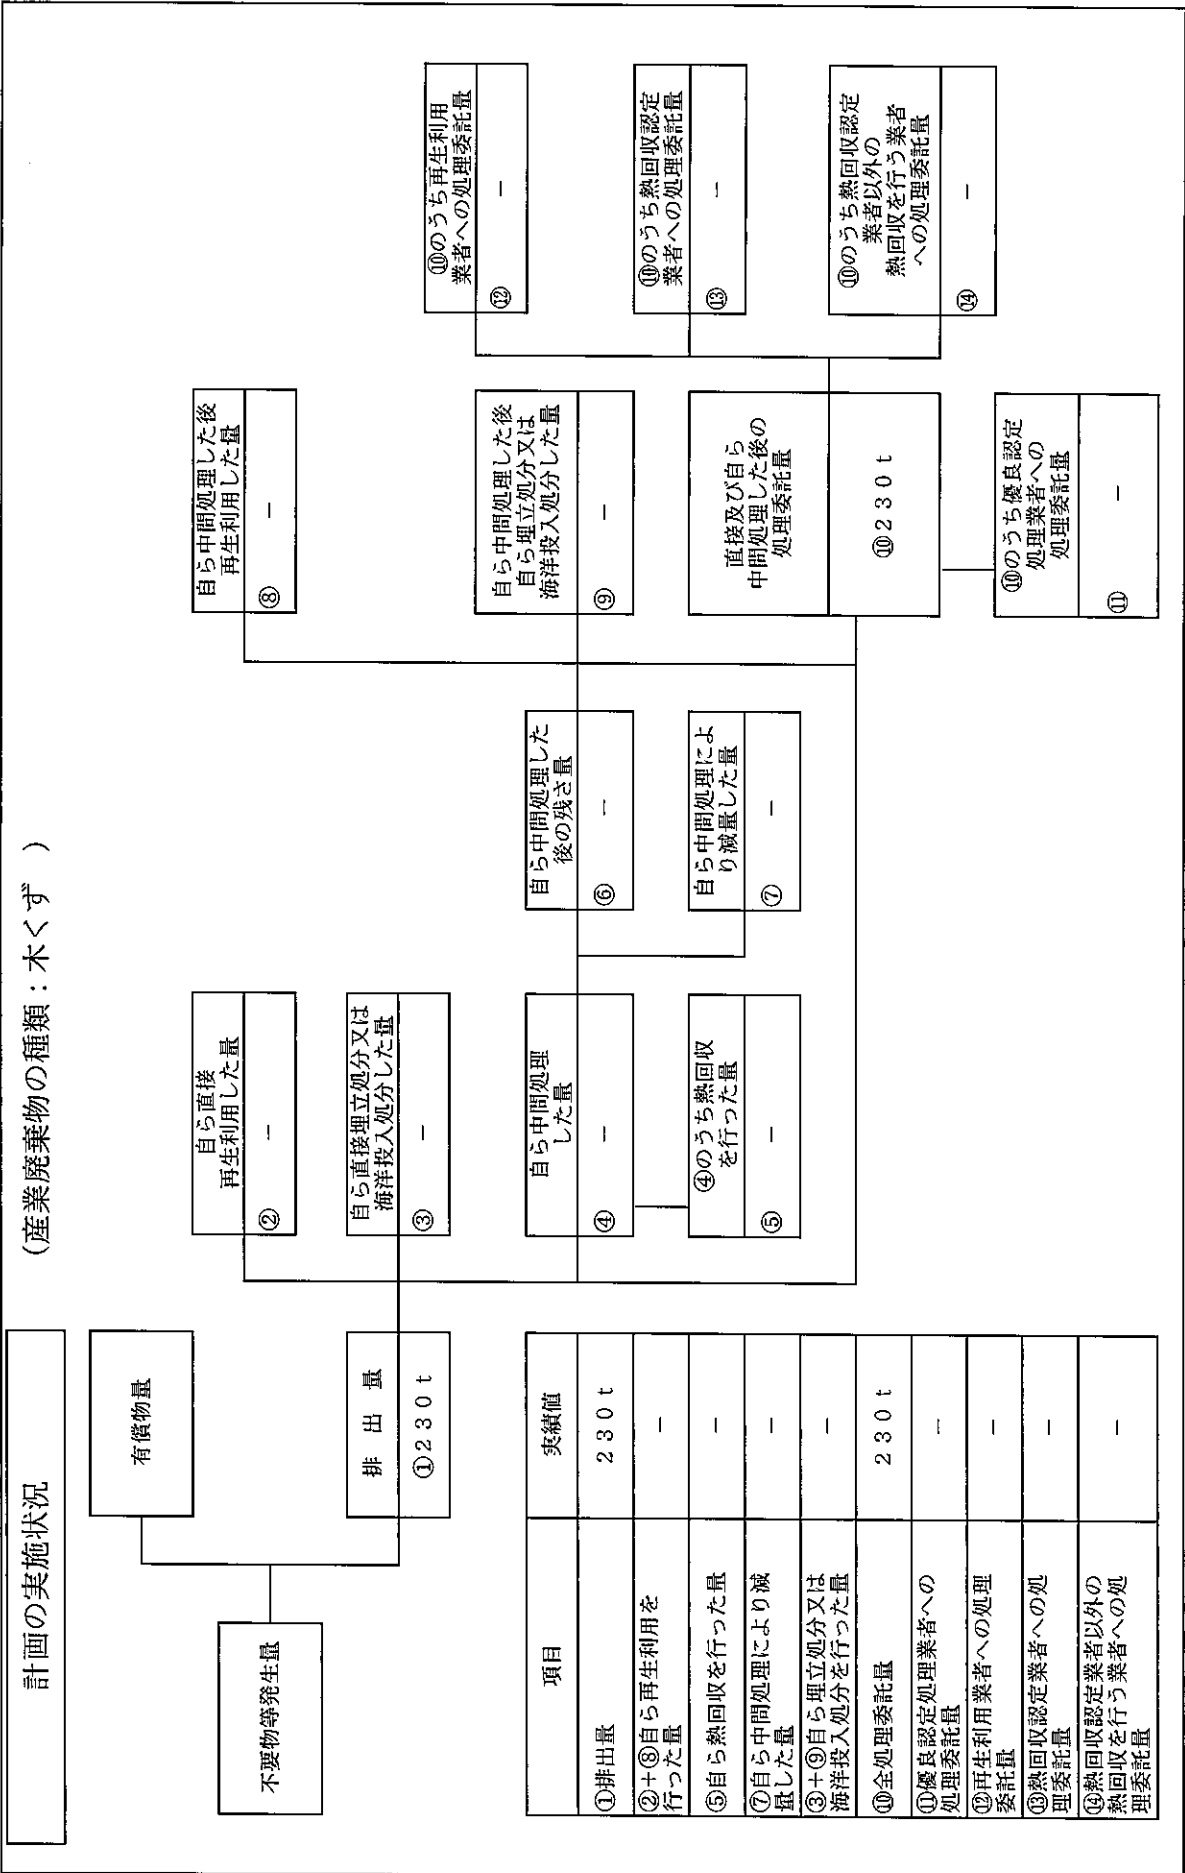 計画の実施状況
(産業廃棄物の種類：木くず　)
不要物等発生量
有償物量
排　出　量
①２３０ｔ
自ら直接
再生利用した量
②　－
自ら直接埋立処分又は
海洋投入処分した量
③　－
自ら中間処理
した量
④　－
④のうち熱回収
を行った量
⑤　－
自ら中間処理した
後の残さ量
⑥　－
自ら中間処理によ
り減量した量
⑦　－
自ら中間処理した後
再生利用した量
⑧　－
自ら中間処理した後
自ら埋立処分又は
海洋投入処分した量
⑨　－
直接及び自ら
中間処理した後の
処理委託量
⑩２３０ｔ
⑩のうち優良認定
処理業者への
処理委託量
⑪　－
⑩のうち再生利用
業者への処理委託量
⑫　－
⑩のうち熱回収認定
業者への処理委託量
⑬　－
⑩のうち熱回収認定
業者以外の
熱回収を行う業者
への処理委託量
⑭　－
項目　実績値
①排出量　２３０ｔ
②＋⑧自ら再生利用を
行った量　－
⑤自ら熱回収を行った量　－
⑦自ら中間処理により減
量した量　－
③＋⑨自ら埋立処分又は
海洋投入処分を行った量　－
⑩全処理委託量　２３０ｔ
⑪優良認定処理業者への
処理委託量　－
⑫再生利用業者への処理
委託量　－
⑬熱回収認定業者への処
理委託量　－
⑭熱回収認定業者以外の
熱回収を行う業者への処
理委託量　－